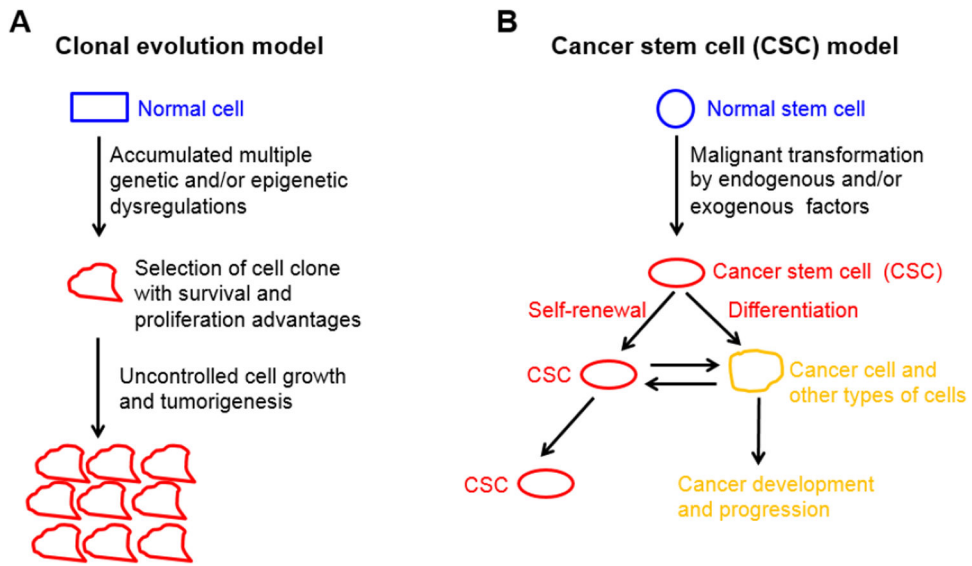 A
Clonal evolution model
Normal cell
Accumulated multiple
genetic and/or epigenetic
dysregulations
Selection of cell clone
with survival and
proliferation advantages
Uncontrolled cell growth
and tumorigenesis
B
Cancer stem cell (CSC) model
Normal stem cell
Malignant transformation
by endogenous and/or
exogenous factors
Cancer stem cell (CSC)
Self-renewal
Differentiation
CSC
Cancer cell and
other types of cells
CSC
Cancer development
and progression